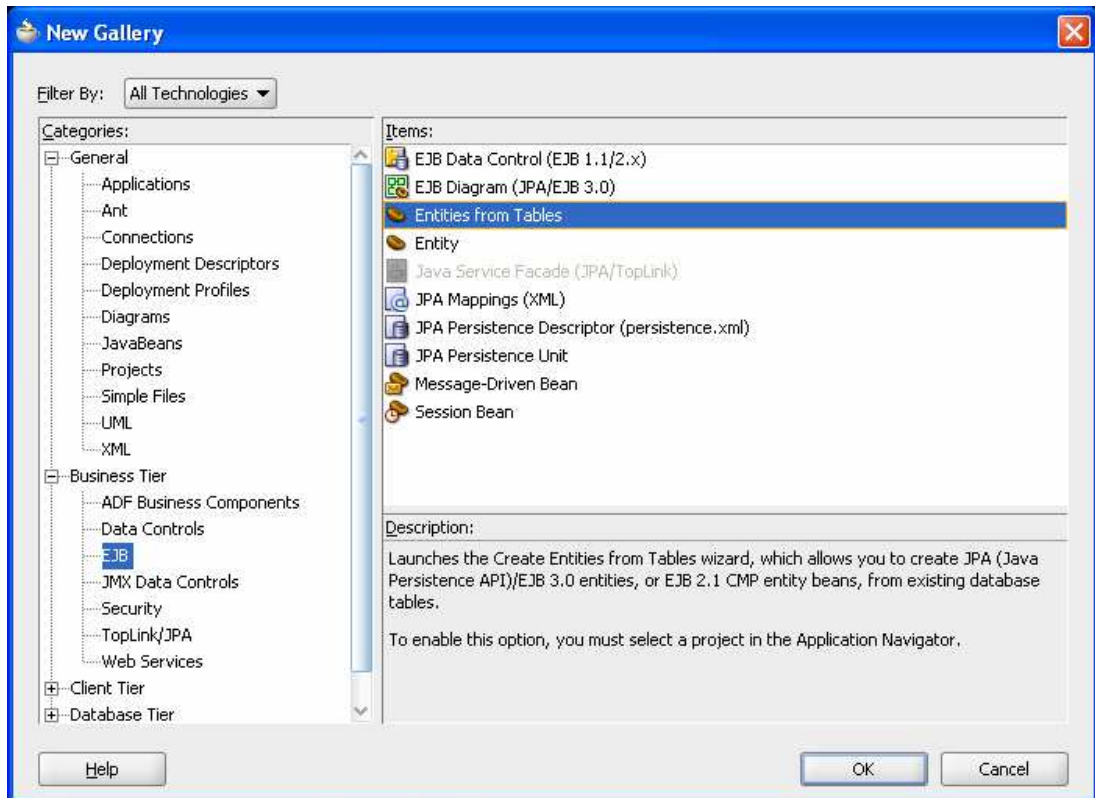 New Gallery
Filter By: All Technologies
Categories:
General
Applications
Ant
Connections
Deployment Descriptors
Deployment Profiles
Diagrams
JavaBeans
Projects
Simple Files
UML
XML
Business Tier
ADF Business Components
Data Controls
EJB
JMX Data Controls
Security
TopLink/JPA
Web Services
Client Tier
Database Tier
Items:
EJB Data Control (EJB 1.1/2.x)
EJB Diagram (JPA/EJB 3.0)
Entities from Tables
Entity
Java Service Facade (JPA/TopLink)
JPA Mappings (XML)
JPA Persistence Descriptor (persistence.xml)
JPA Persistence Unit
Message-Driven Bean
Session Bean
Description:
Launches the Create Entities from Tables wizard, which allows you to create JPA (Java
Persistence API)/EJB 3.0 entities, or EJB 2.1 CMP entity beans, from existing database
tables.
To enable this option, you must select a project in the Application Navigator.
Help
OK
Cancel